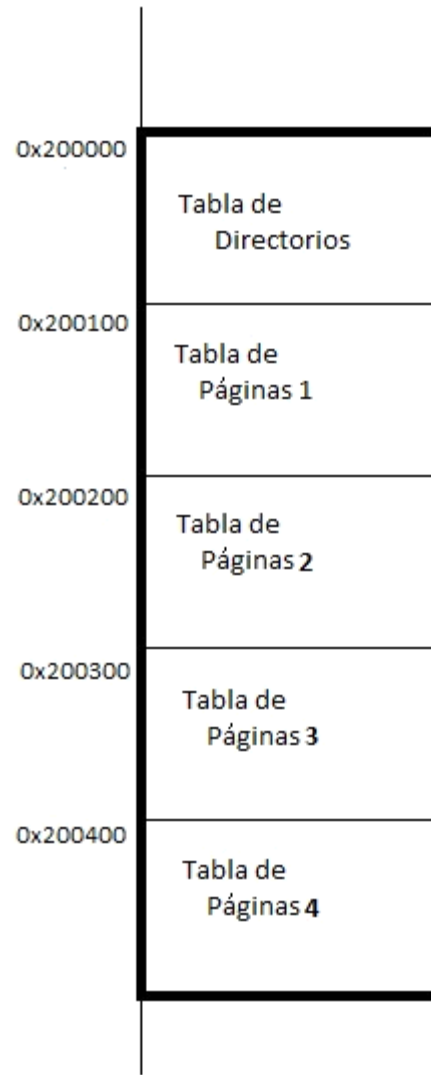 0x200000
Tabla de
Directorios
0x200100
Tabla de
Páginas 1
0x200200
Tabla de
Páginas 2
0x200300
Tabla de
Páginas 3
0x200400
Tabla de
Páginas 4